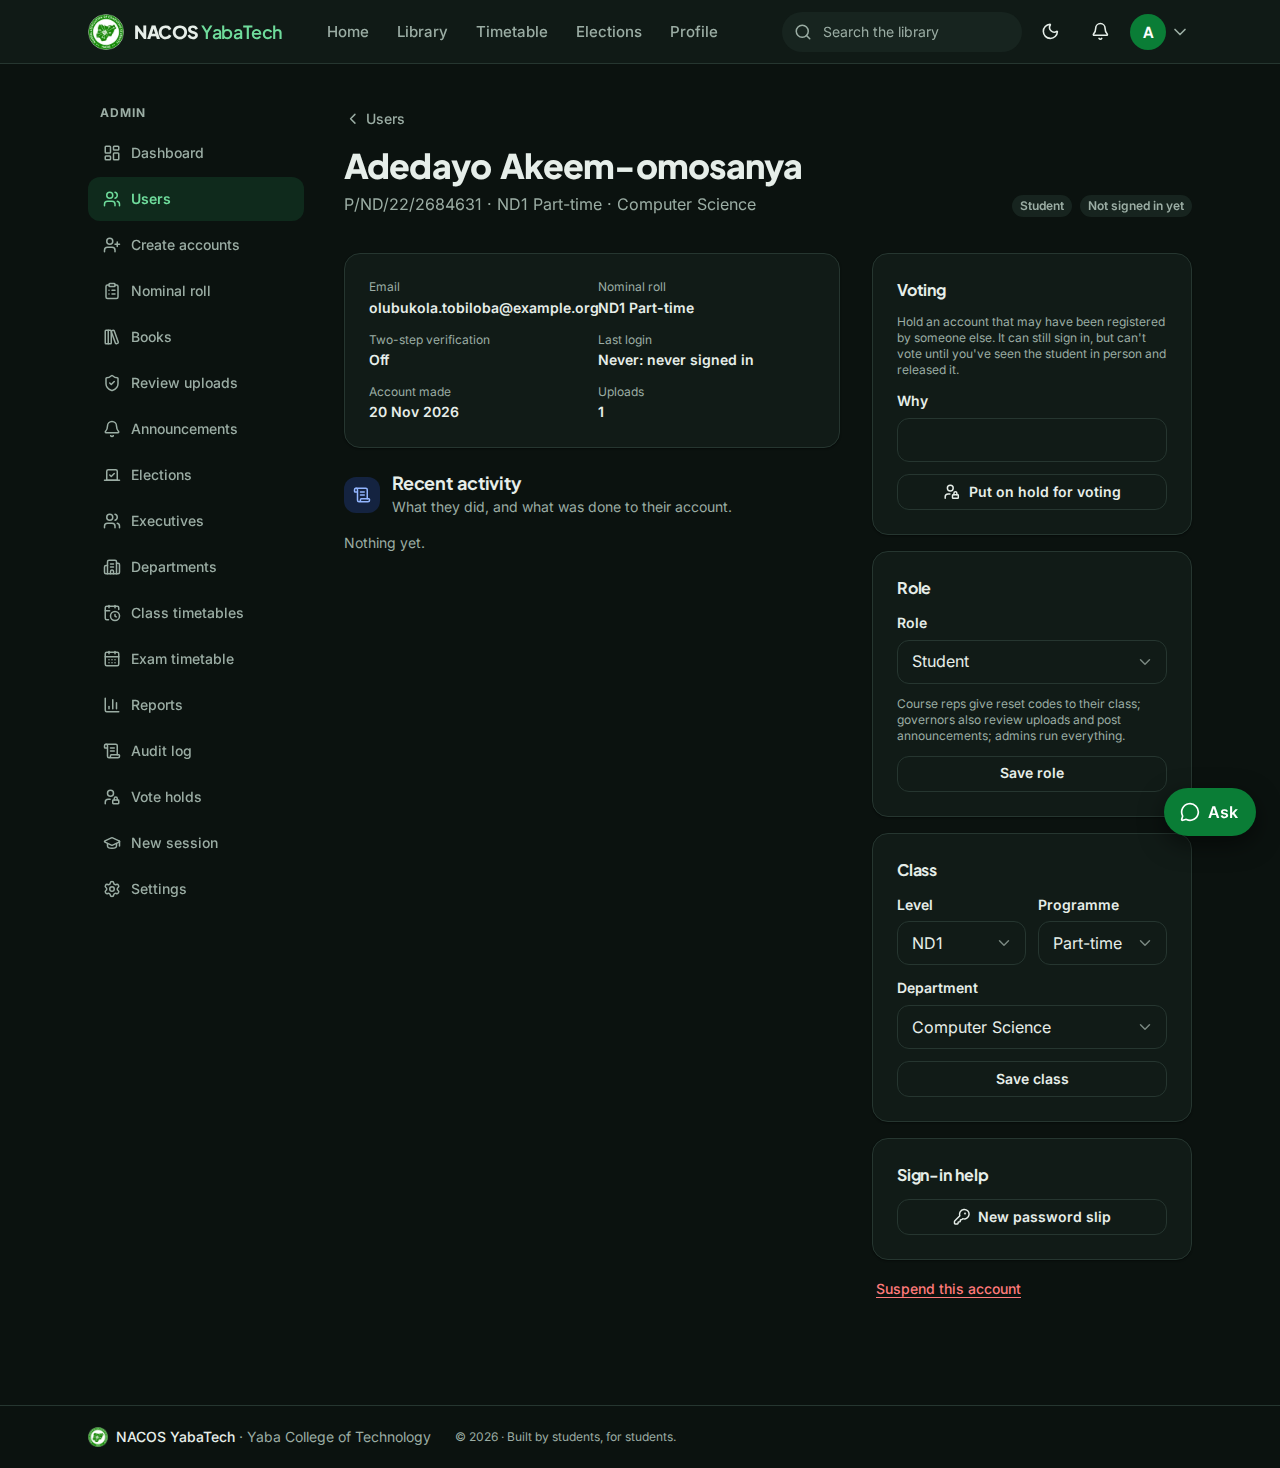 NACOS YabaTech
Home
Library
Timetable
Elections
Profile
Search the library
A
ADMIN
Dashboard
Users
Create accounts
Nominal roll
Books
Review uploads
Announcements
Elections
Executives
Departments
Class timetables
Exam timetable
Reports
Audit log
Vote holds
New session
Settings
Users
Adedayo Akeem-omosanya
P/ND/22/2684631 · ND1 Part-time · Computer Science
Student
Not signed in yet
Email
olubukola.tobiloba@example.org
Nominal roll
ND1 Part-time
Two-step verification
Off
Last login
Never: never signed in
Account made
20 Nov 2026
Uploads
1
Recent activity
What they did, and what was done to their account.
Nothing yet.
Voting
Hold an account that may have been registered
by someone else. It can still sign in, but can't
vote until you've seen the student in person and
released it.
Why
Put on hold for voting
Role
Role
Student
Course reps give reset codes to their class;
governors also review uploads and post
announcements; admins run everything.
Save role
Ask
Class
Level
Programme
ND1
Part-time
Department
Computer Science
Save class
Sign-in help
New password slip
Suspend this account
NACOS YabaTech · Yaba College of Technology
© 2026 · Built by students, for students.